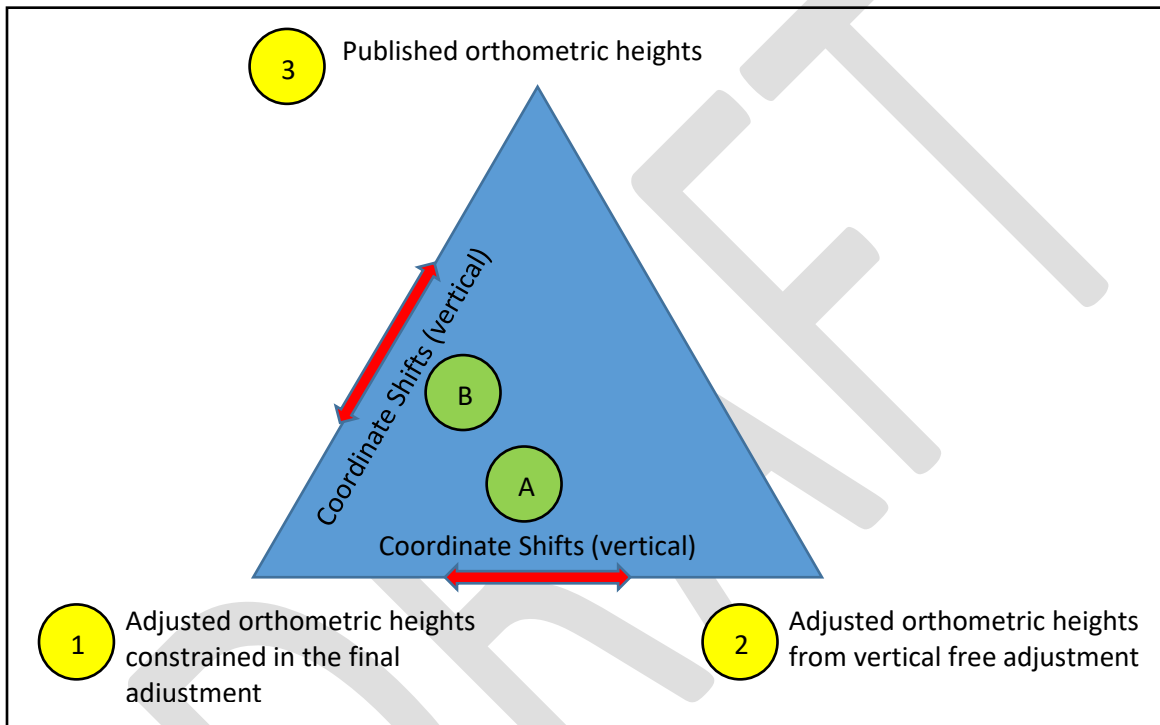 3
Published orthometric heights
Coordinate Shifts (vertical)
B
A
Coordinate Shifts (vertical)
1
Adjusted orthometric heights
constrained in the final
adjustment
2
Adjusted orthometric heights
from vertical free adjustment
DRAFT